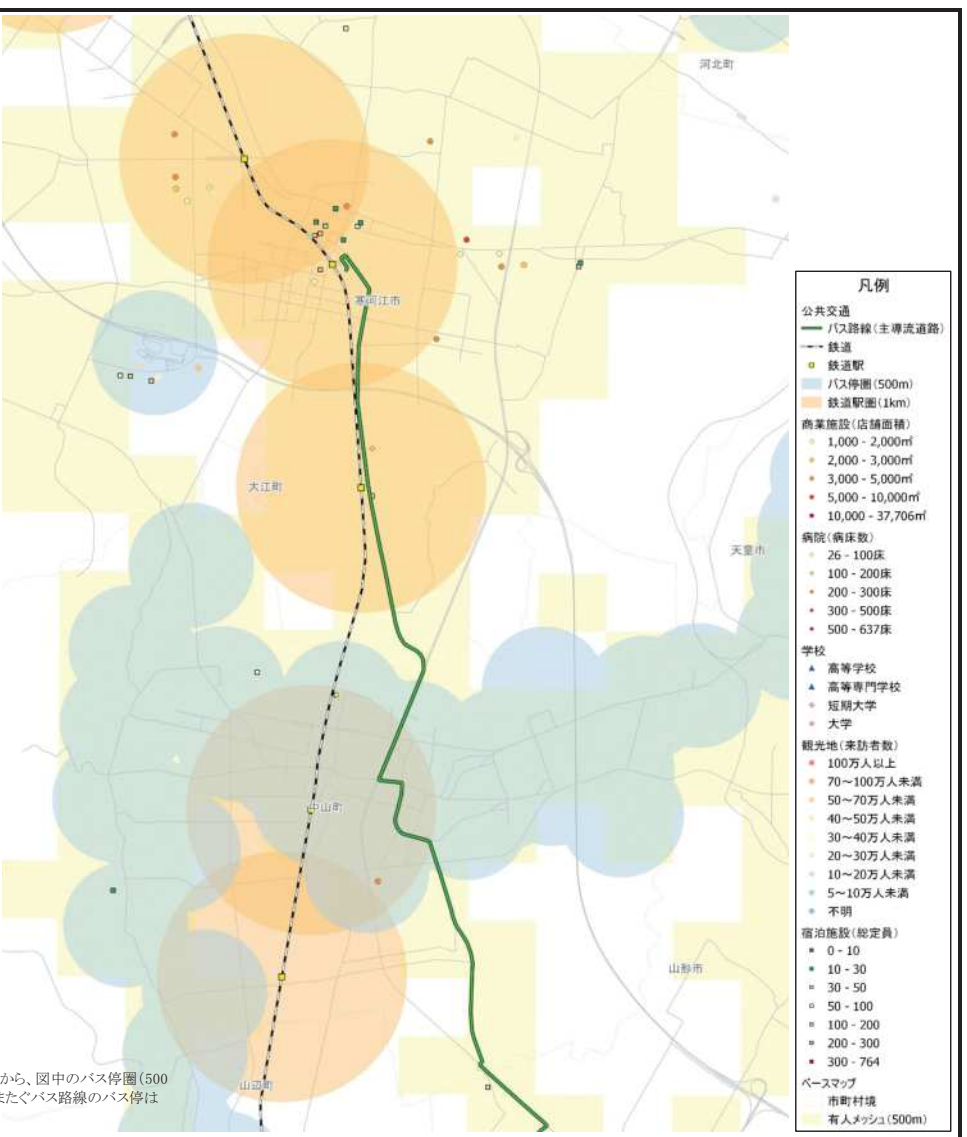 河北町
寒河江市
大江町
天童市
中山町
山形市
山辺町
から、図中のバス停圏(500
またぐバス路線のバス停は
凡例
公共交通
バス路線(主導流道路)
鉄道
鉄道駅
バス停圏(500m)
鉄道駅圏(1km)
商業施設(店舗面積)
1,000 - 2,000㎡
2,000 - 3,000㎡
3,000 - 5,000㎡
5,000 - 10,000㎡
10,000 - 37,706㎡
病院(病床数)
26 - 100床
100 - 200床
200 - 300床
300 - 500床
500 - 637床
学校
高等学校
高等専門学校
短期大学
大学
観光地(来訪者数)
100万人以上
70~100万人未満
50~70万人未満
40~50万人未満
30~40万人未満
20~30万人未満
10~20万人未満
5~10万人未満
不明
宿泊施設(総定員)
0 - 10
10 - 30
30 - 50
50 - 100
100 - 200
200 - 300
300 - 764
ベースマップ
市町村境
有人メッシュ(500m)